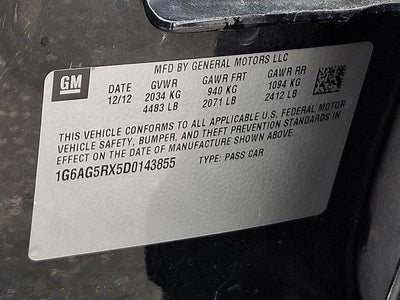 GM
MFD BY GENERAL MOTORS LLC
DATE GVWR GAWR FRT GAWR RR
12/12 2034 KG 940 KG 1094 KG
4483 LB 2071 LB 2412 LB
THIS VEHICLE CONFORMS TO ALL APPLICABLE U.S. FEDERAL MOTOR
VEHICLE SAFETY, BUMPER, AND THEFT PREVENTION STANDARDS IN
EFFECT ON THE DATE OF MANUFACTURE SHOWN ABOVE.
1G6AG5RX5D0143855 TYPE: PASS CAR